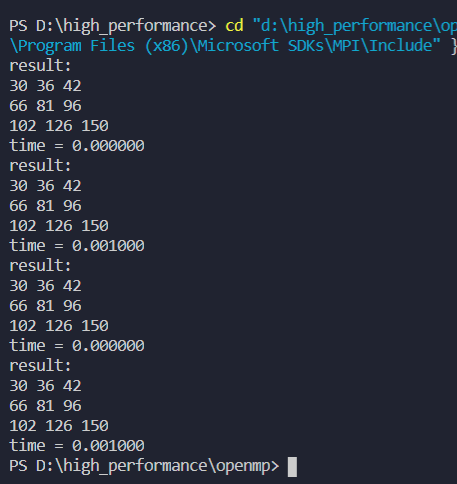 PS D:\high_performance> cd "d:\high_performance\op
\Program Files (x86)\Microsoft SDKs\MPI\Include" }
result:
30 36 42
66 81 96
102 126 150
time = 0.000000
result:
30 36 42
66 81 96
102 126 150
time = 0.001000
result:
30 36 42
66 81 96
102 126 150
time = 0.000000
result:
30 36 42
66 81 96
102 126 150
time = 0.001000
PS D:\high_performance\openmp>